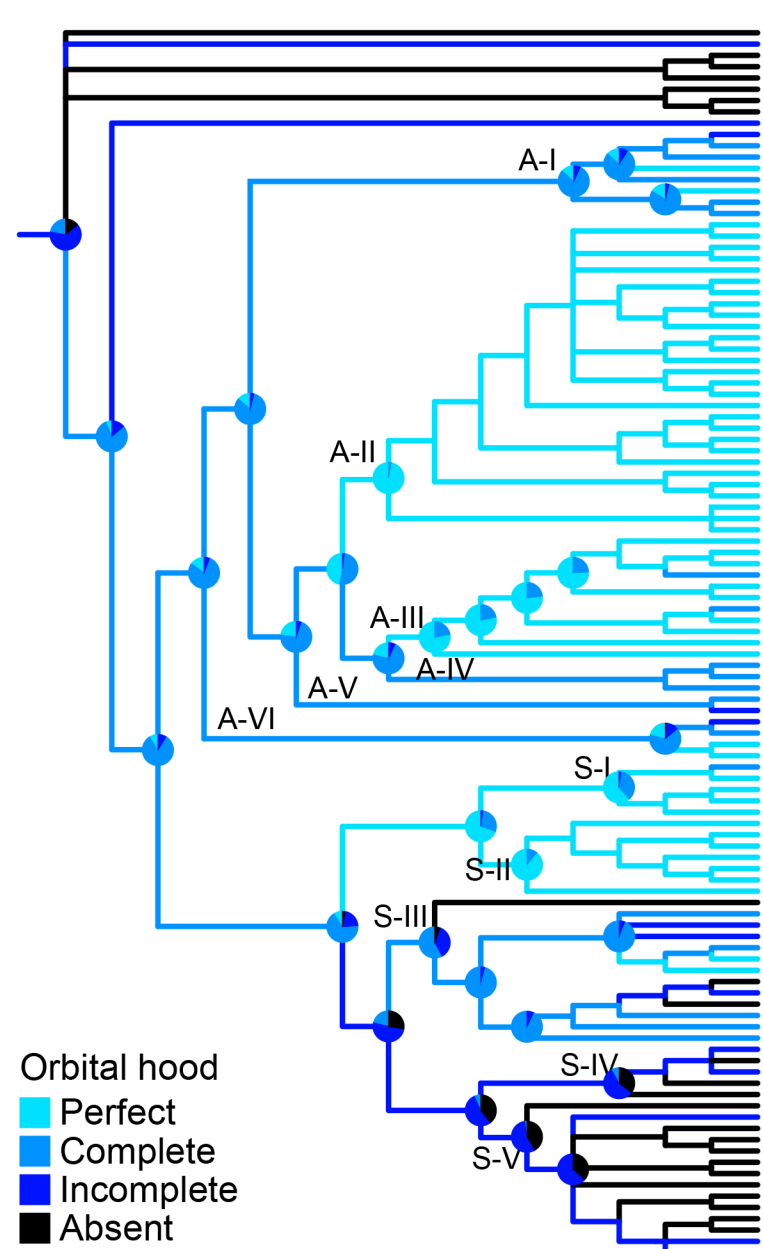 A-I
A-II
A-III
A-IV
A-V
A-VI
S-I
S-II
S-III
S-IV
S-V
Orbital hood
Perfect
Complete
Incomplete
Absent